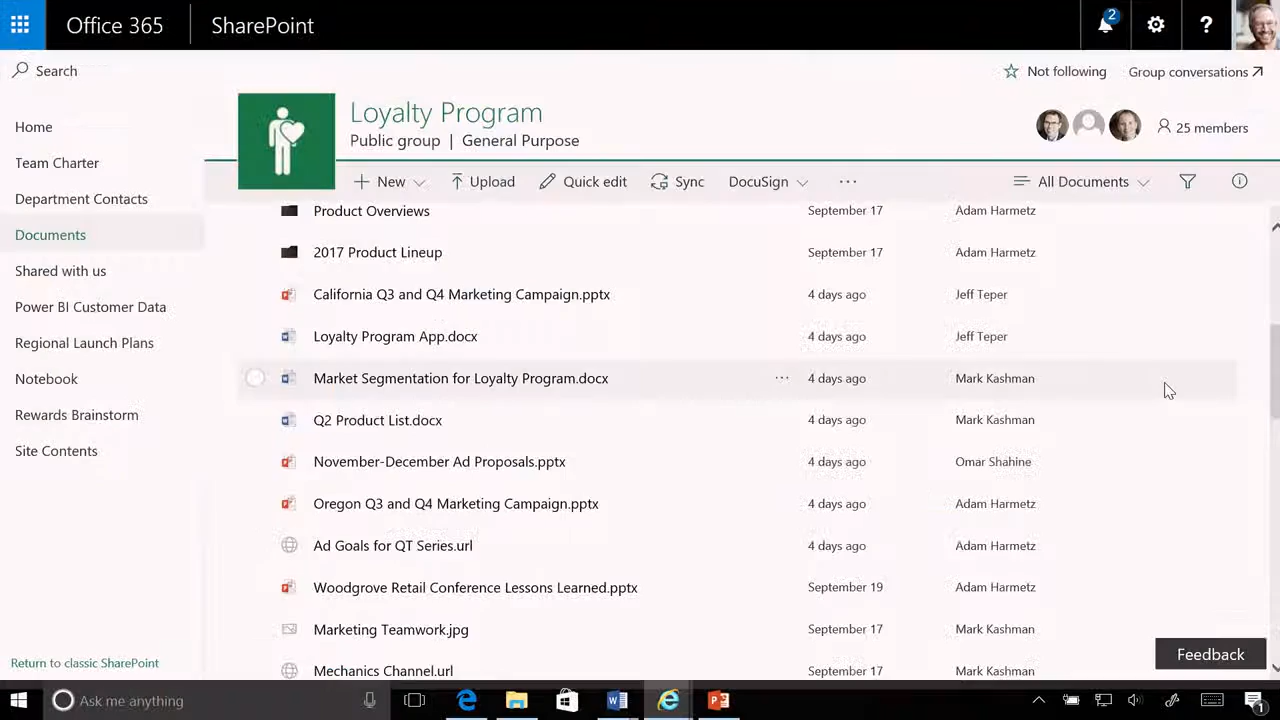 Office 365 SharePoint 2
Search Not following Group conversations
Loyalty Program
Public group | General Purpose 25 members
Home
Team Charter
Department Contacts
Documents
Shared with us
Power BI Customer Data
Regional Launch Plans
Notebook
Rewards Brainstorm
Site Contents
Return to classic SharePoint
New Upload Quick edit Sync DocuSign ... All Documents
Product Overviews September 17 Adam Harmetz
2017 Product Lineup September 17 Adam Harmetz
California Q3 and Q4 Marketing Campaign.pptx 4 days ago Jeff Teper
Loyalty Program App.docx 4 days ago Jeff Teper
Market Segmentation for Loyalty Program.docx ... 4 days ago Mark Kashman
Q2 Product List.docx 4 days ago Mark Kashman
November-December Ad Proposals.pptx 4 days ago Omar Shahine
Oregon Q3 and Q4 Marketing Campaign.pptx 4 days ago Adam Harmetz
Ad Goals for QT Series.url 4 days ago Adam Harmetz
Woodgrove Retail Conference Lessons Learned.pptx September 19 Adam Harmetz
Marketing Teamwork.jpg September 17 Mark Kashman
Mechanics Channel.url September 17 Mark Kashman
Feedback
Ask me anything 1